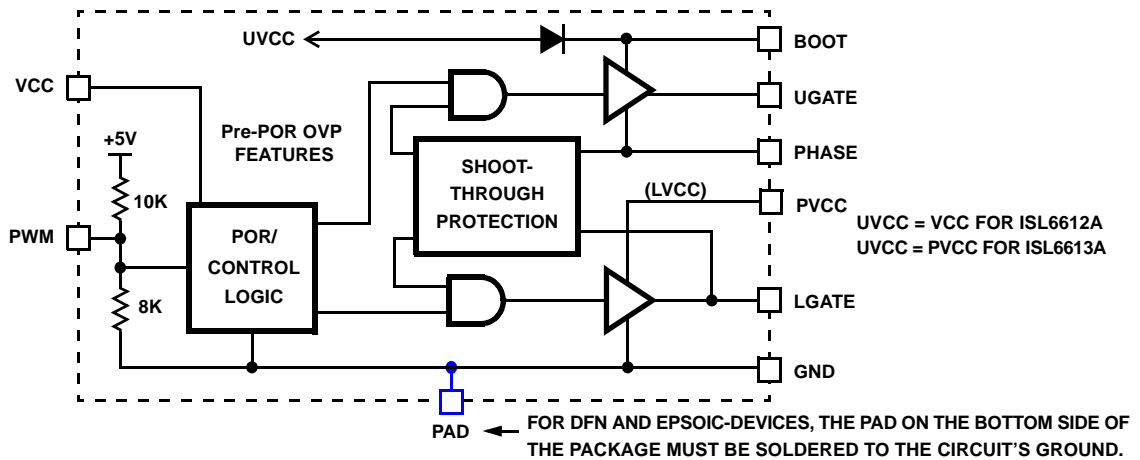 UVCC
BOOT
VCC
UGATE
Pre-POR OVP
FEATURES
+5V
10K
SHOOT-
THROUGH
PROTECTION
PHASE
(LVCC)
PVCC
UVCC = VCC FOR ISL6612A
UVCC = PVCC FOR ISL6613A
PWM
POR/
CONTROL
LOGIC
8K
LGATE
GND
PAD
FOR DFN AND EPSOIC-DEVICES, THE PAD ON THE BOTTOM SIDE OF
THE PACKAGE MUST BE SOLDERED TO THE CIRCUIT'S GROUND.